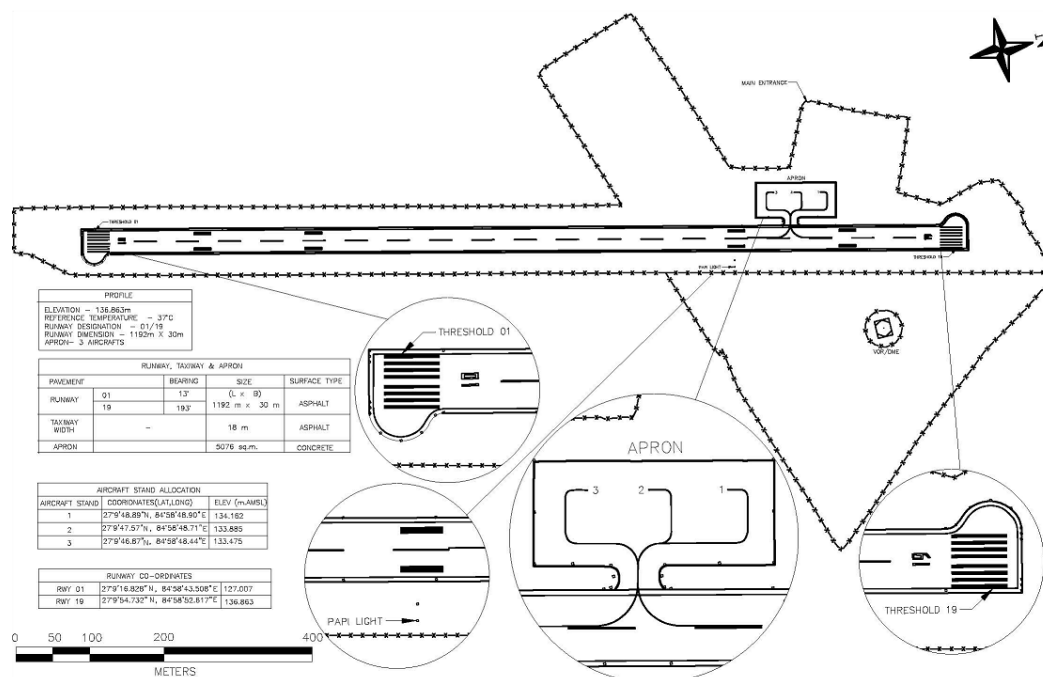 N
MAIN ENTRANCE
APRON
THRESHOLD 01
01
19
THRESHOLD 19
PAPI LIGHT
VOR/DME
PROFILE
ELEVATION - 136.863m
REFERENCE TEMPERATURE - 37°C
RUNWAY DESIGNATION - 01/19
RUNWAY DIMENSION - 1192m X 30m
APRON- 3 AIRCRAFTS
RUNWAY, TAXIWAY & APRON
PAVEMENT BEARING SIZE SURFACE TYPE
RUNWAY 01 13° (L x B) 1192 m x 30 m ASPHALT
19 193°
TAXIWAY WIDTH - 18 m ASPHALT
APRON 5076 sq.m. CONCRETE
AIRCRAFT STAND ALLOCATION
AIRCRAFT STAND COORDINATES(LAT,LONG) ELEV (m.AMSL)
1 27°9'48.89"N, 84°58'48.90"E 134.162
2 27°9'47.57"N, 84°58'48.71"E 133.885
3 27°9'46.87"N, 84°58'48.44"E 133.475
RUNWAY CO-ORDINATES
RWY 01 27°9'16.828"N, 84°58'43.508"E 127.007
RWY 19 27°9'54.732"N, 84°58'52.817"E 136.863
0 50 100 200 400
METERS
THRESHOLD 01
01
PAPI LIGHT
APRON
3 2 1
19
THRESHOLD 19